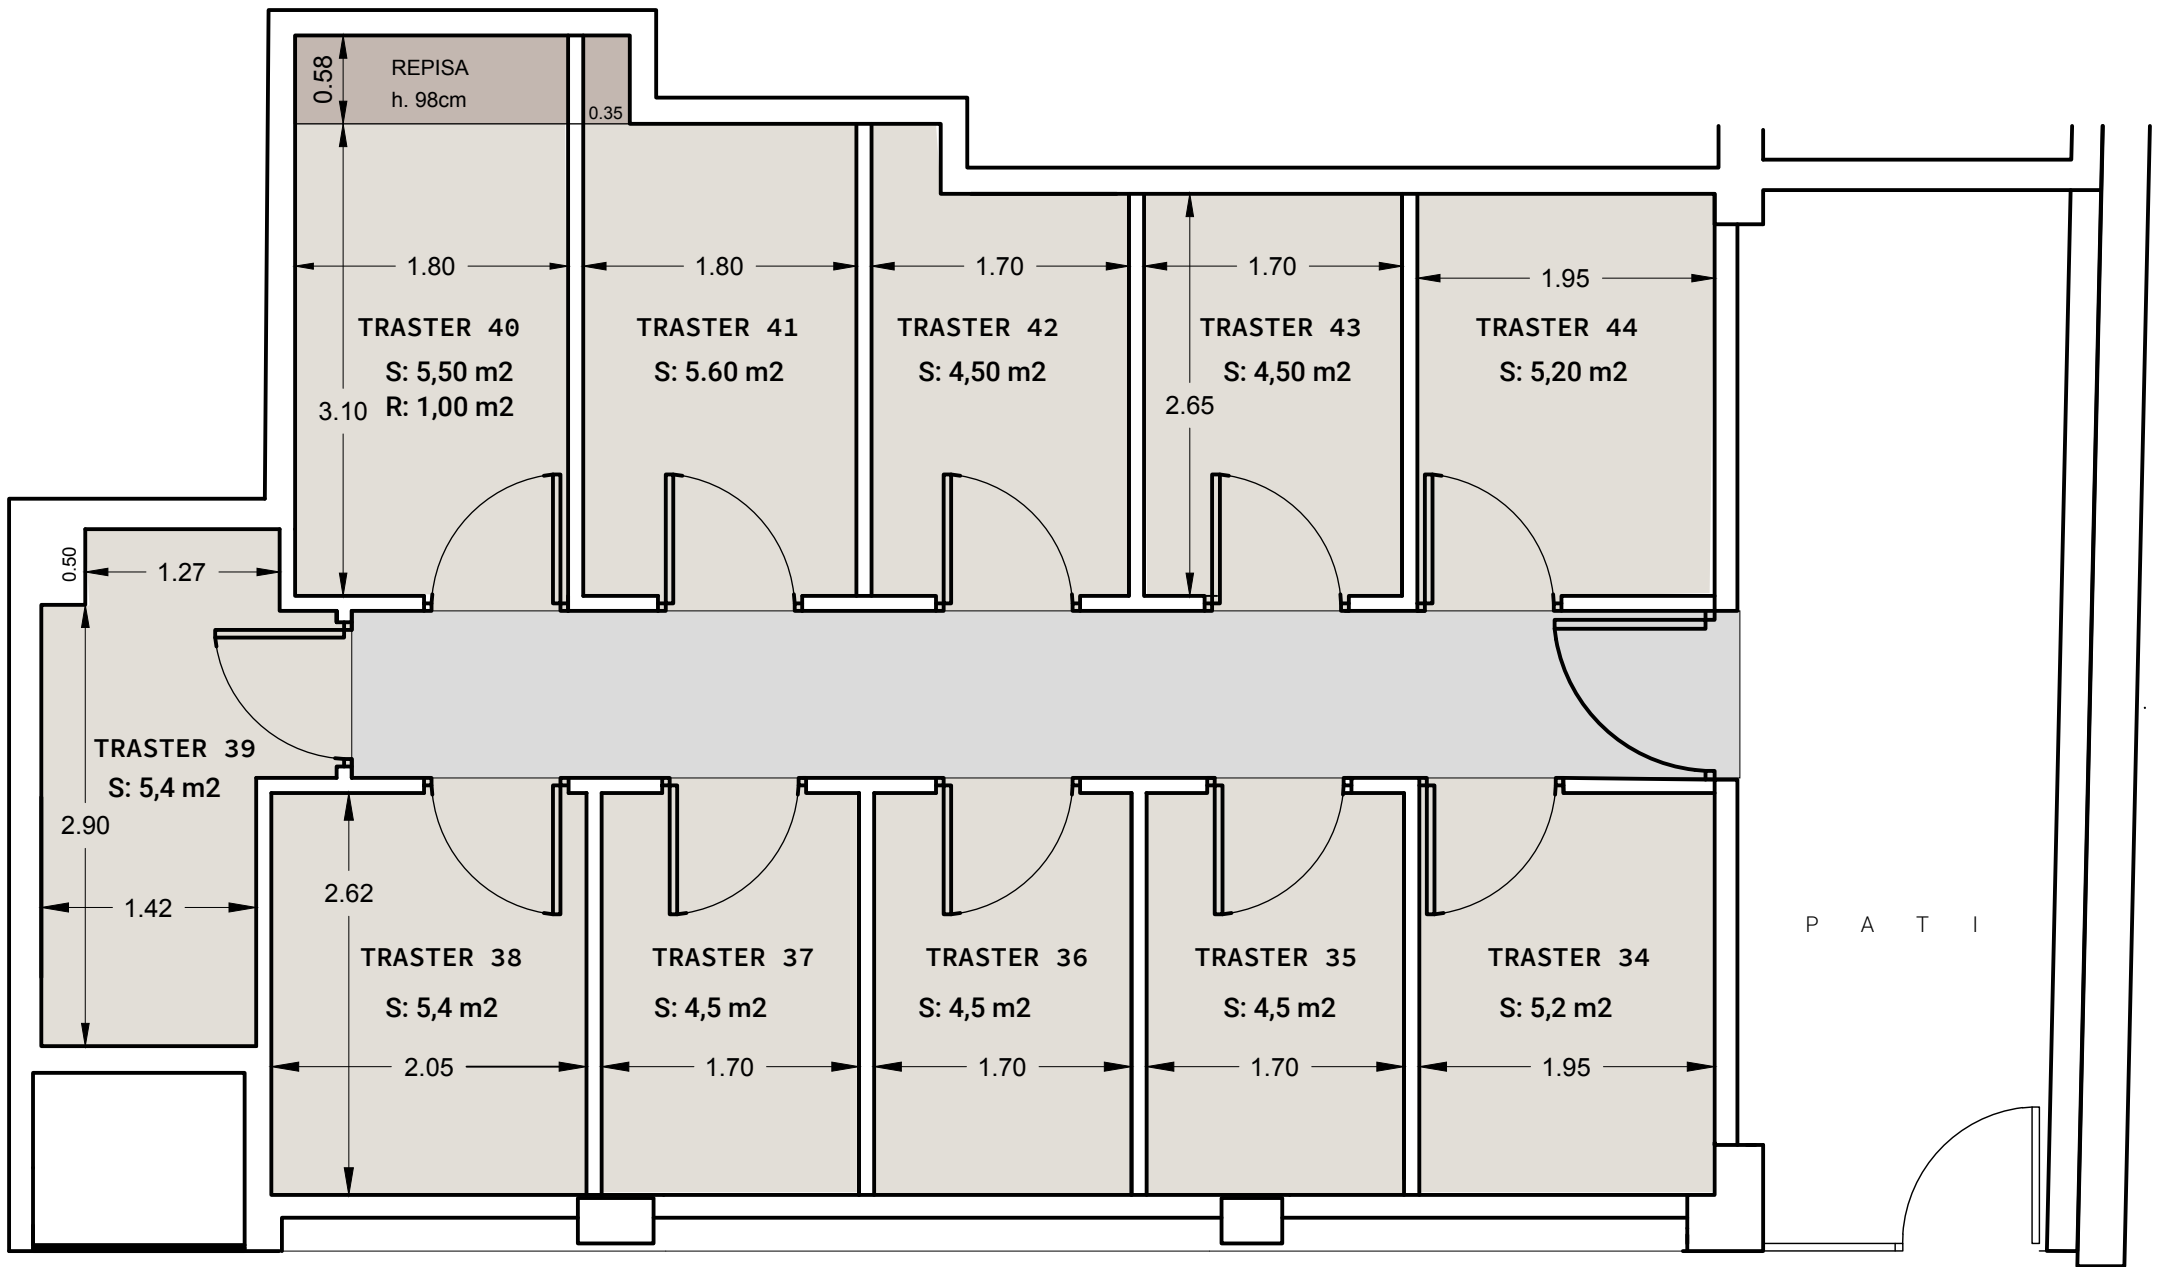 REPISA
0.58
h. 98cm
0.35
1.80
1.80
1.70
1.70
1.95
TRASTER 40
TRASTER 41
TRASTER 42
TRASTER 43
TRASTER 44
S: 5,50 m2
S: 5.60 m2
S: 4,50 m2
S: 4,50 m2
S: 5,20 m2
3.10
R: 1,00 m2
2.65
0.50
1.27
TRASTER 39
S: 5,4 m2
2.90
1.42
2.62
P A T I
TRASTER 38
TRASTER 37
TRASTER 36
TRASTER 35
TRASTER 34
S: 5,4 m2
S: 4,5 m2
S: 4,5 m2
S: 4,5 m2
S: 5,2 m2
2.05
1.70
1.70
1.70
1.95